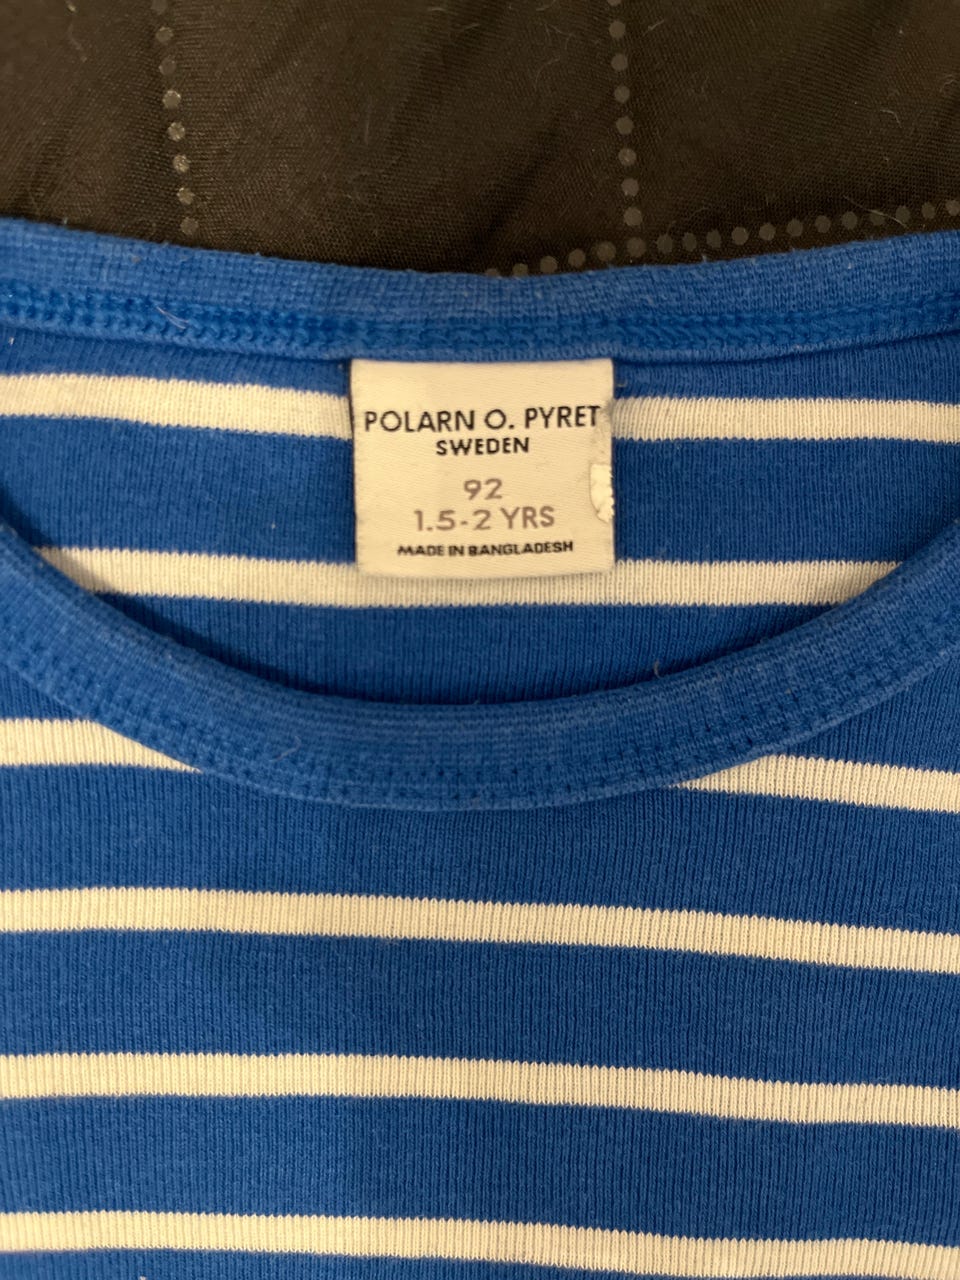 POLARN O. PYRET
SWEDEN
92
1.5-2 YRS
MADE IN BANGLADESH